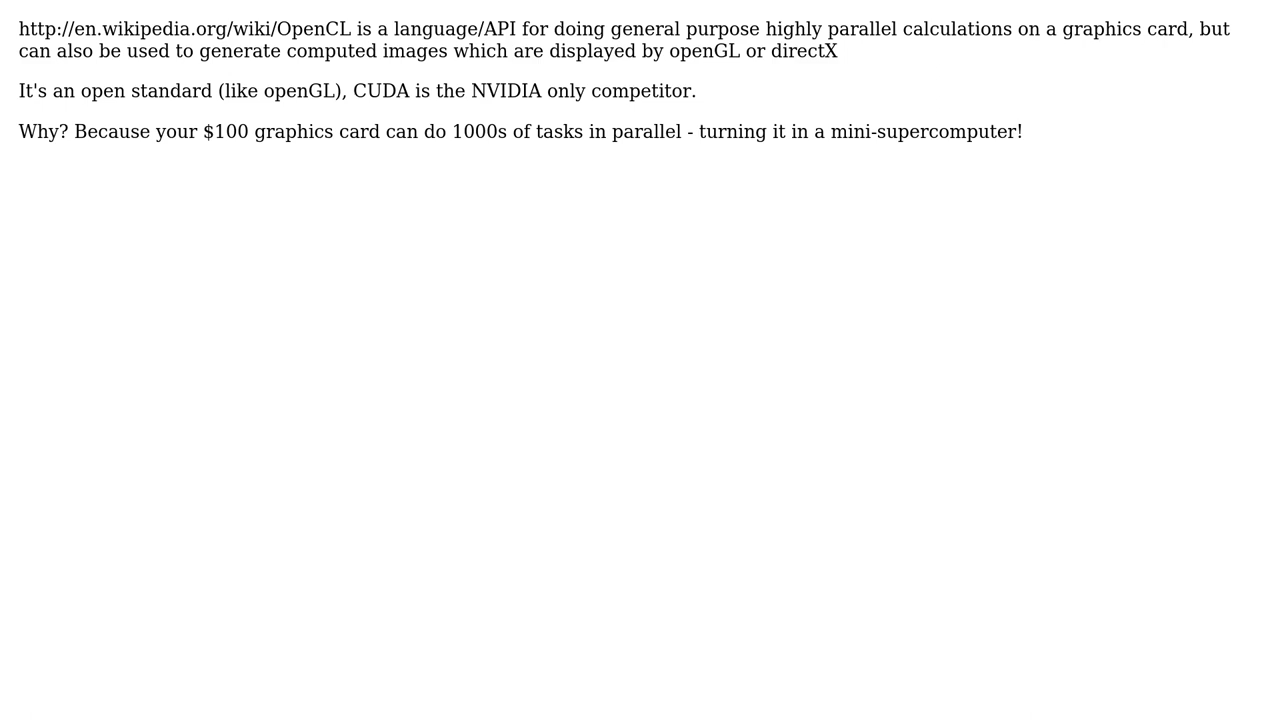 http://en.wikipedia.org/wiki/OpenCL is a language/API for doing general purpose highly parallel calculations on a graphics card, but
can also be used to generate computed images which are displayed by openGL or directX
It's an open standard (like openGL), CUDA is the NVIDIA only competitor.
Why? Because your $100 graphics card can do 1000s of tasks in parallel - turning it in a mini-supercomputer!